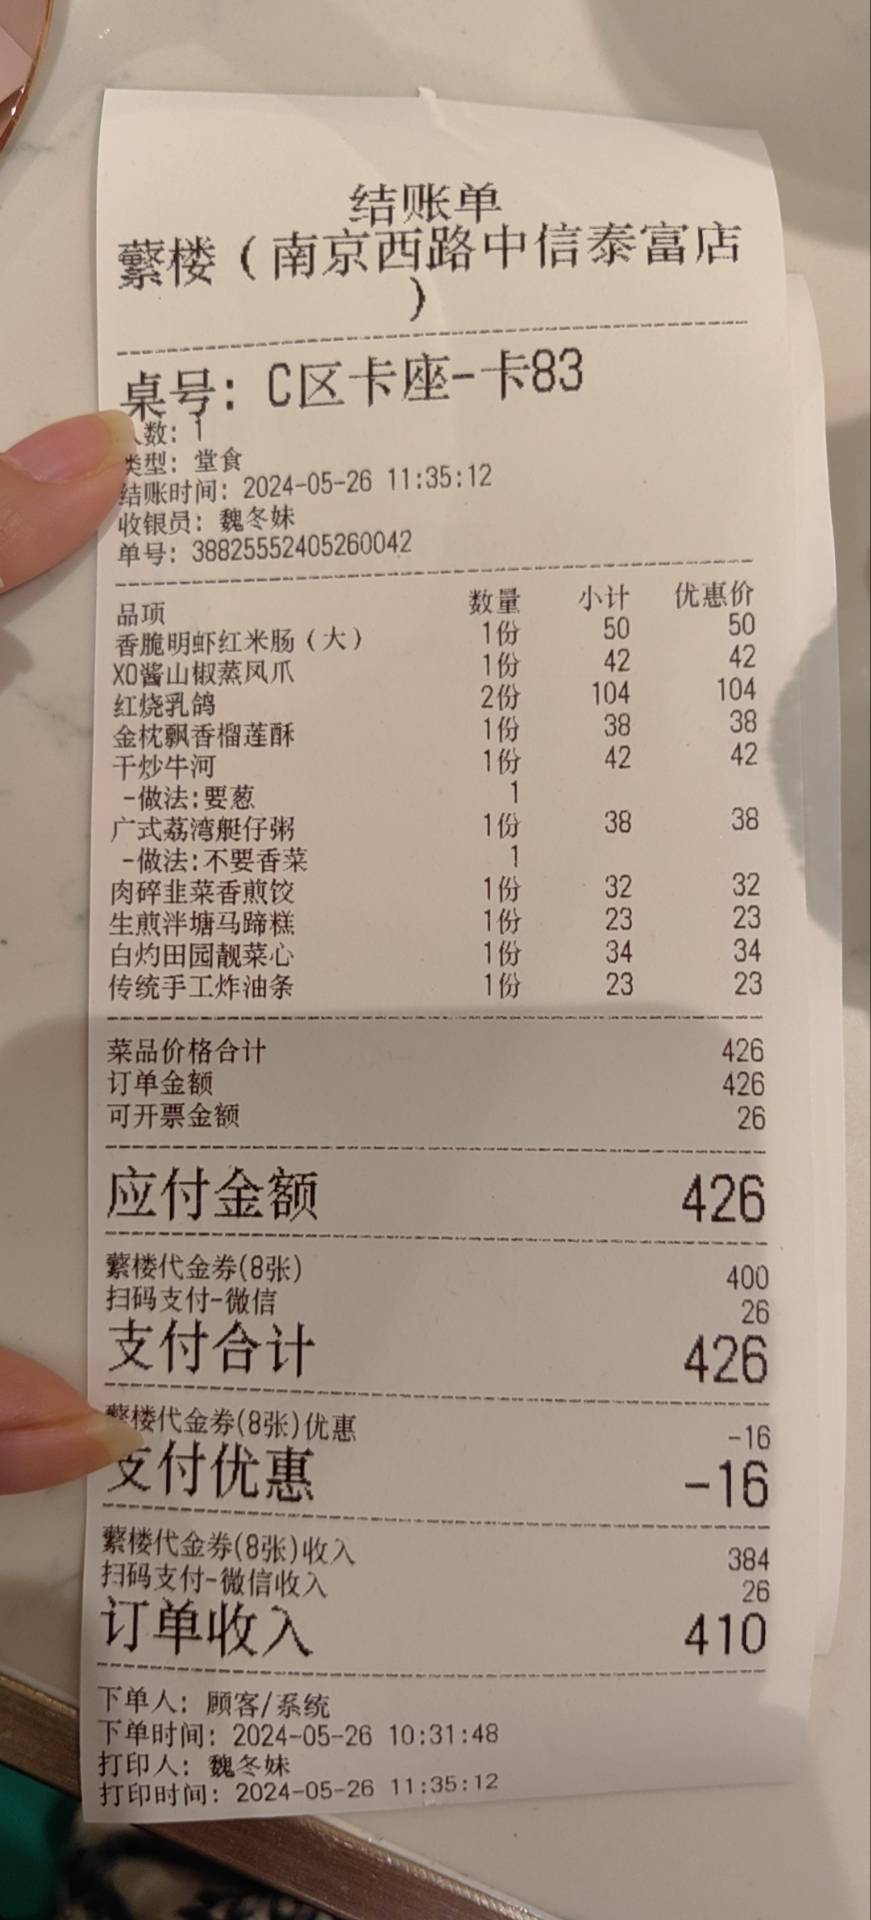 结账单
蘩楼（南京西路中信泰富店
）
桌号：C区卡座-卡83
人数：1
类型：堂食
结账时间：2024-05-26 11:35:12
收银员：魏冬妹
单号：38825552405260042
品项 数量 小计 优惠价
香脆明虾红米肠（大） 1份 50 50
XO酱山椒蒸凤爪 1份 42 42
红烧乳鸽 2份 104 104
金枕飘香榴莲酥 1份 38 38
干炒牛河 1份 42 42
-做法：要葱 1
广式荔湾艇仔粥 1份 38 38
-做法：不要香菜 1
肉碎韭菜香煎饺 1份 32 32
生煎泮塘马蹄糕 1份 23 23
白灼田园靓菜心 1份 34 34
传统手工炸油条 1份 23 23
菜品价格合计 426
订单金额 426
可开票金额 26
应付金额 426
蘩楼代金券(8张) 400
扫码支付-微信 26
支付合计 426
蘩楼代金券(8张)优惠 -16
支付优惠 -16
蘩楼代金券(8张)收入 384
扫码支付-微信收入 26
订单收入 410
下单人：顾客/系统
下单时间：2024-05-26 10:31:48
打印人：魏冬妹
打印时间：2024-05-26 11:35:12